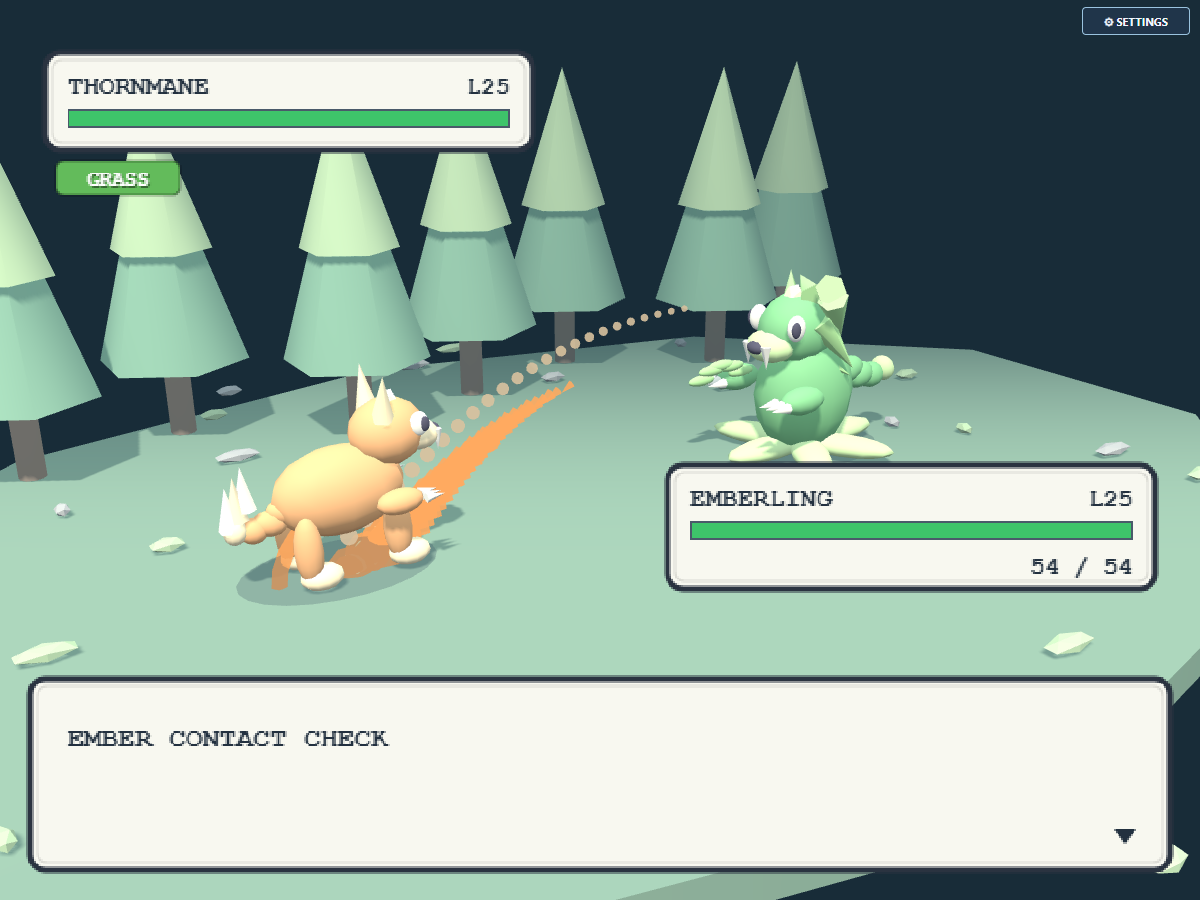 ⚙ SETTINGS
THORNMANE L25
GRASS
EMBERLING L25
54 / 54
EMBER CONTACT CHECK